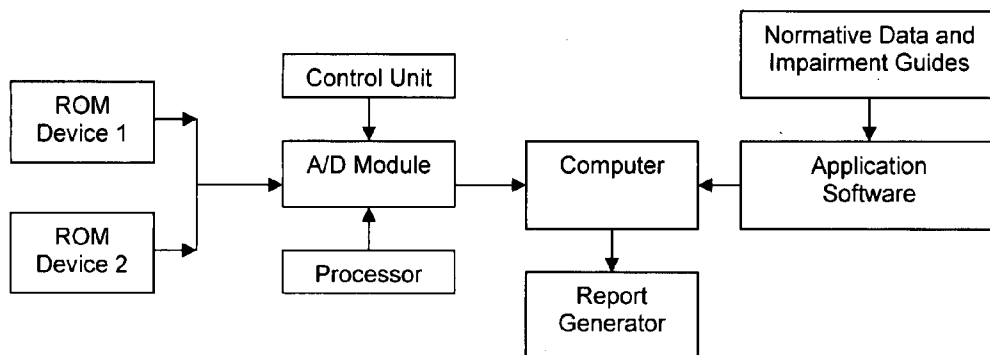 ROM
Device 1
ROM
Device 2
Control Unit
A/D Module
Processor
Computer
Report
Generator
Normative Data and
Impairment Guides
Application
Software